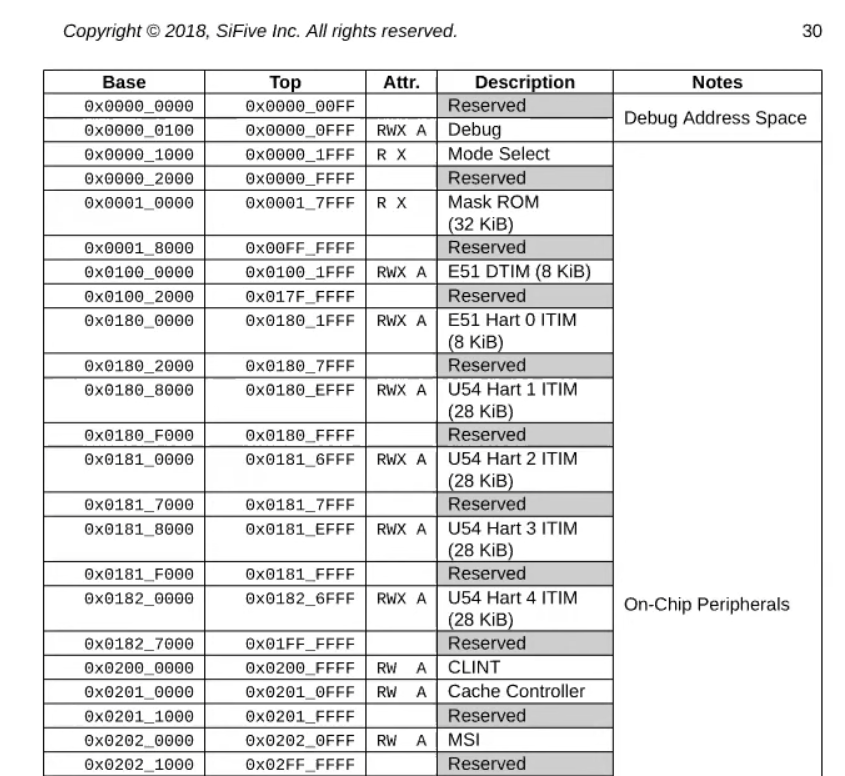 Copyright © 2018, SiFive Inc. All rights reserved. 30
Base Top Attr. Description Notes
0x0000_0000 0x0000_00FF Reserved Debug Address Space
0x0000_0100 0x0000_0FFF RWX A Debug
0x0000_1000 0x0000_1FFF R X Mode Select
0x0000_2000 0x0000_FFFF Reserved
0x0001_0000 0x0001_7FFF R X Mask ROM
(32 KiB)
0x0001_8000 0x00FF_FFFF Reserved
0x0100_0000 0x0100_1FFF RWX A E51 DTIM (8 KiB)
0x0100_2000 0x017F_FFFF Reserved
0x0180_0000 0x0180_1FFF RWX A E51 Hart 0 ITIM
(8 KiB)
0x0180_2000 0x0180_7FFF Reserved
0x0180_8000 0x0180_EFFF RWX A U54 Hart 1 ITIM
(28 KiB)
0x0180_F000 0x0180_FFFF Reserved
0x0181_0000 0x0181_6FFF RWX A U54 Hart 2 ITIM
(28 KiB)
0x0181_7000 0x0181_7FFF Reserved
0x0181_8000 0x0181_EFFF RWX A U54 Hart 3 ITIM
(28 KiB)
0x0181_F000 0x0181_FFFF Reserved
0x0182_0000 0x0182_6FFF RWX A U54 Hart 4 ITIM On-Chip Peripherals
(28 KiB)
0x0182_7000 0x01FF_FFFF Reserved
0x0200_0000 0x0200_FFFF RW A CLINT
0x0201_0000 0x0201_0FFF RW A Cache Controller
0x0201_1000 0x0201_FFFF Reserved
0x0202_0000 0x0202_0FFF RW A MSI
0x0202_1000 0x02FF_FFFF Reserved